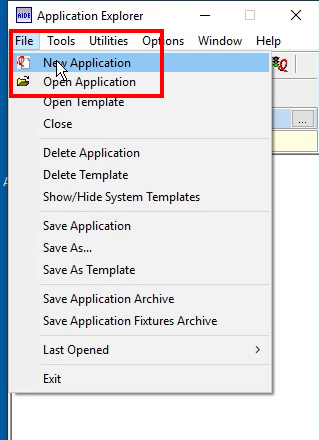 AIDE Application Explorer
File Tools Utilities Options Window Help
New Application
Open Application
Open Template
Close
Delete Application
Delete Template
Show/Hide System Templates
Save Application
Save As...
Save As Template
Save Application Archive
Save Application Fixtures Archive
Last Opened
Exit
Q
...